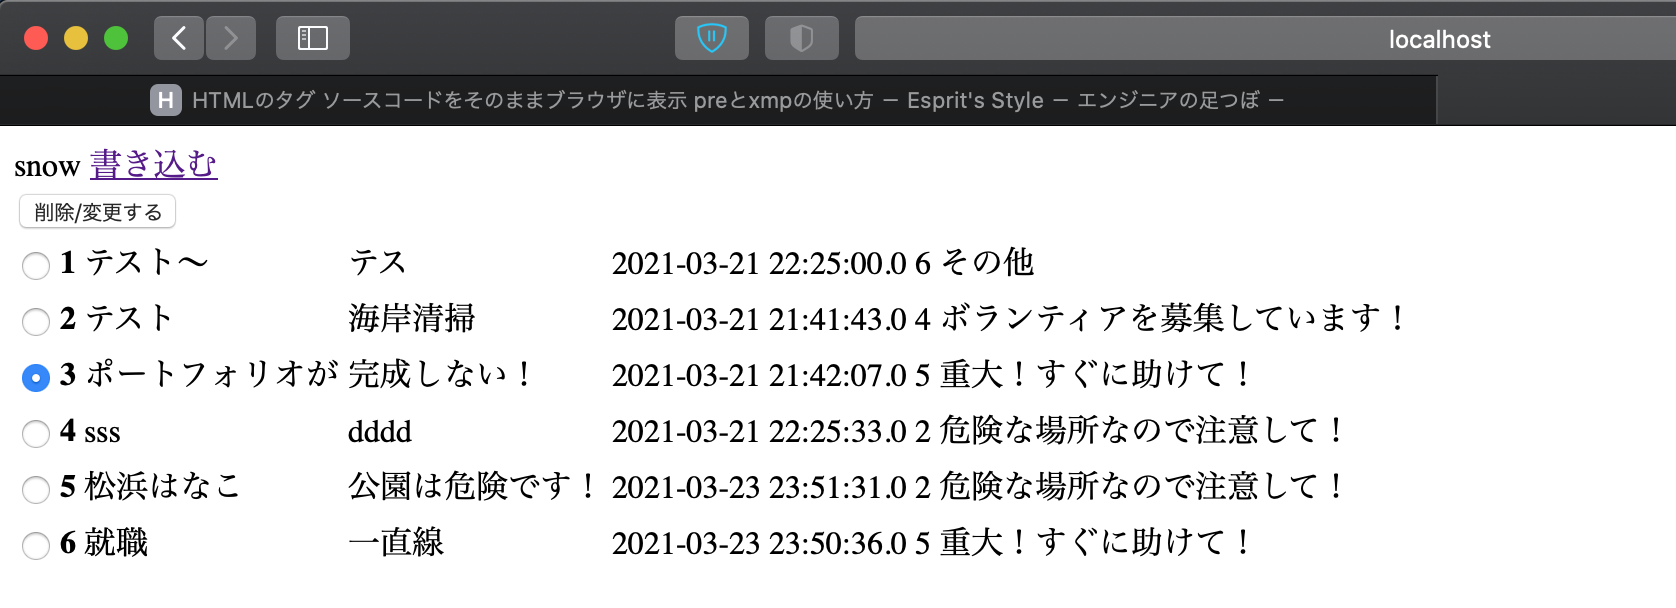 localhost
H HTMLのタグ ソースコードをそのままブラウザに表示 preとxmpの使い方 － Esprit's Style － エンジニアの足つぼ －
snow 書き込む
削除/変更する
1 テスト〜 テス 2021-03-21 22:25:00.0 6 その他
2 テスト 海岸清掃 2021-03-21 21:41:43.0 4 ボランティアを募集しています！
3 ポートフォリオが 完成しない！ 2021-03-21 21:42:07.0 5 重大！すぐに助けて！
4 sss dddd 2021-03-21 22:25:33.0 2 危険な場所なので注意して！
5 松浜はなこ 公園は危険です！ 2021-03-23 23:51:31.0 2 危険な場所なので注意して！
6 就職 一直線 2021-03-23 23:50:36.0 5 重大！すぐに助けて！